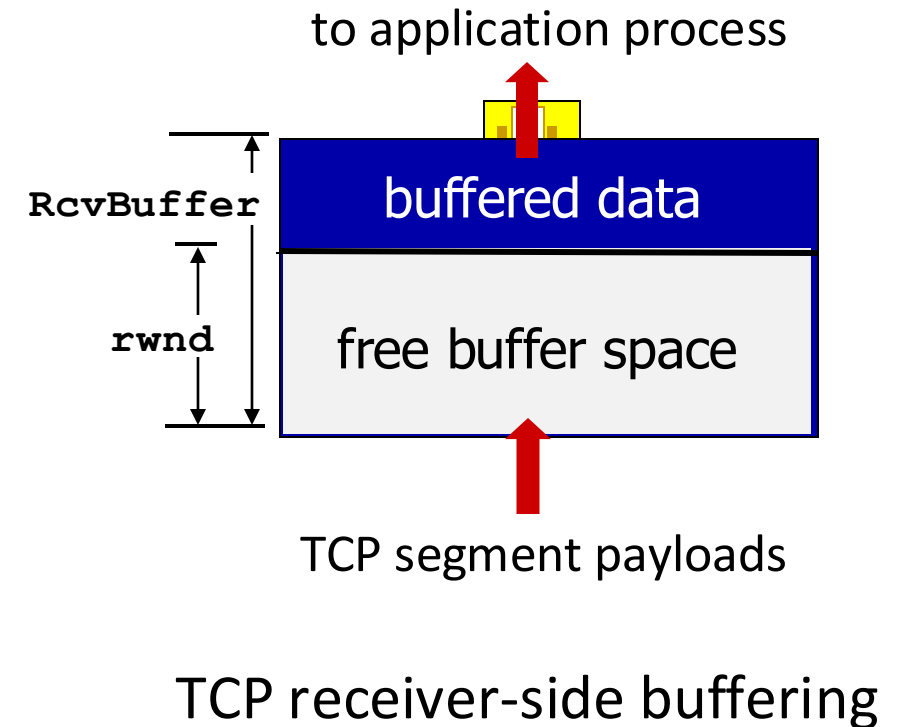 to application process
RcvBuffer
buffered data
rwnd
free buffer space
TCP segment payloads
TCP receiver-side buffering